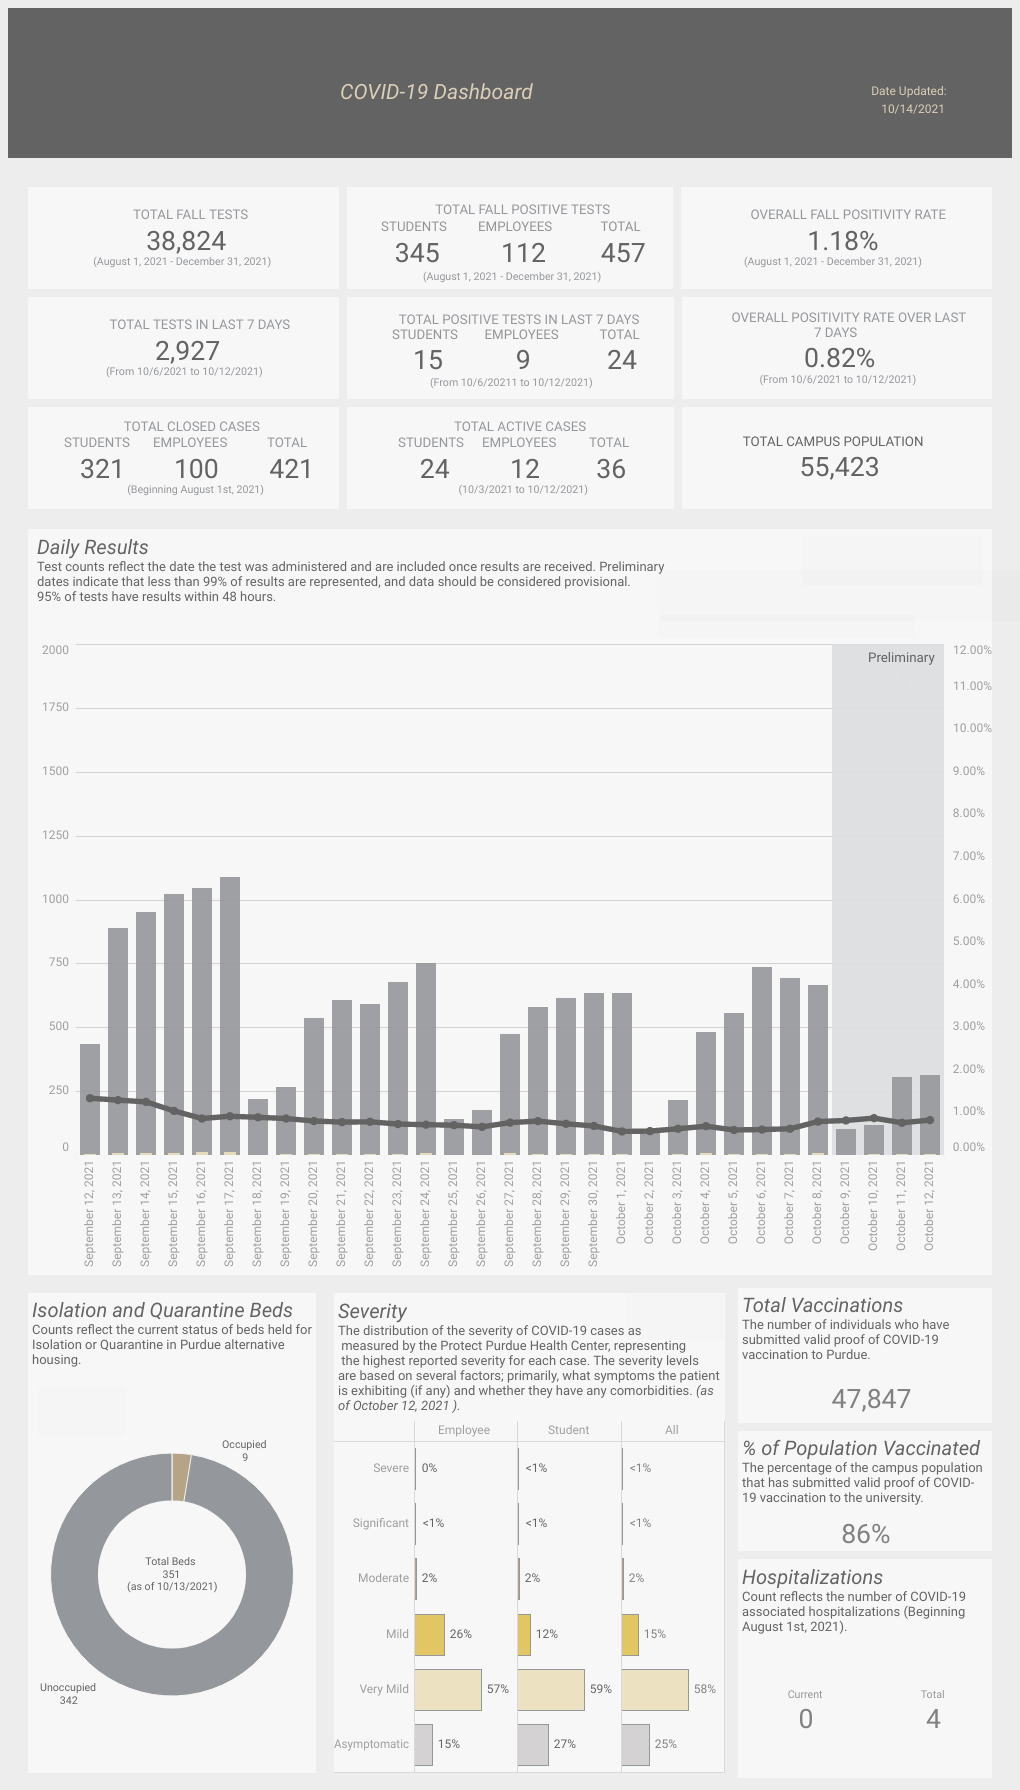 COVID-19 Dashboard
Date Updated:
10/14/2021
TOTAL FALL TESTS
38,824
(August 1, 2021 - December 31, 2021)
TOTAL FALL POSITIVE TESTS
STUDENTS EMPLOYEES TOTAL
345 112 457
(August 1, 2021 - December 31, 2021)
OVERALL FALL POSITIVITY RATE
1.18%
(August 1, 2021 - December 31, 2021)
TOTAL TESTS IN LAST 7 DAYS
2,927
(From 10/6/2021 to 10/12/2021)
TOTAL POSITIVE TESTS IN LAST 7 DAYS
STUDENTS EMPLOYEES TOTAL
15 9 24
(From 10/6/20211 to 10/12/2021)
OVERALL POSITIVITY RATE OVER LAST
7 DAYS
0.82%
(From 10/6/2021 to 10/12/2021)
TOTAL CLOSED CASES
STUDENTS EMPLOYEES TOTAL
321 100 421
(Beginning August 1st, 2021)
TOTAL ACTIVE CASES
STUDENTS EMPLOYEES TOTAL
24 12 36
(10/3/2021 to 10/12/2021)
TOTAL CAMPUS POPULATION
55,423
Daily Results
Test counts reflect the date the test was administered and are included once results are received. Preliminary
dates indicate that less than 99% of results are represented, and data should be considered provisional.
95% of tests have results within 48 hours.
2000
1750
1500
1250
1000
750
500
250
0
Preliminary
12.00%
11.00%
10.00%
9.00%
8.00%
7.00%
6.00%
5.00%
4.00%
3.00%
2.00%
1.00%
0.00%
September 12, 2021
September 13, 2021
September 14, 2021
September 15, 2021
September 16, 2021
September 17, 2021
September 18, 2021
September 19, 2021
September 20, 2021
September 21, 2021
September 22, 2021
September 23, 2021
September 24, 2021
September 25, 2021
September 26, 2021
September 27, 2021
September 28, 2021
September 29, 2021
September 30, 2021
October 1, 2021
October 2, 2021
October 3, 2021
October 4, 2021
October 5, 2021
October 6, 2021
October 7, 2021
October 8, 2021
October 9, 2021
October 10, 2021
October 11, 2021
October 12, 2021
Isolation and Quarantine Beds
Counts reflect the current status of beds held for
Isolation or Quarantine in Purdue alternative
housing.
Occupied
9
Total Beds
351
(as of 10/13/2021)
Unoccupied
342
Severity
The distribution of the severity of COVID-19 cases as
measured by the Protect Purdue Health Center, representing
the highest reported severity for each case. The severity levels
are based on several factors; primarily, what symptoms the patient
is exhibiting (if any) and whether they have any comorbidities. (as
of October 12, 2021 ).
Employee Student All
Severe 0% <1% <1%
Significant <1% <1% <1%
Moderate 2% 2% 2%
Mild 26% 12% 15%
Very Mild 57% 59% 58%
Asymptomatic 15% 27% 25%
Total Vaccinations
The number of individuals who have
submitted valid proof of COVID-19
vaccination to Purdue.
47,847
% of Population Vaccinated
The percentage of the campus population
that has submitted valid proof of COVID-
19 vaccination to the university.
86%
Hospitalizations
Count reflects the number of COVID-19
associated hospitalizations (Beginning
August 1st, 2021).
Current Total
0 4